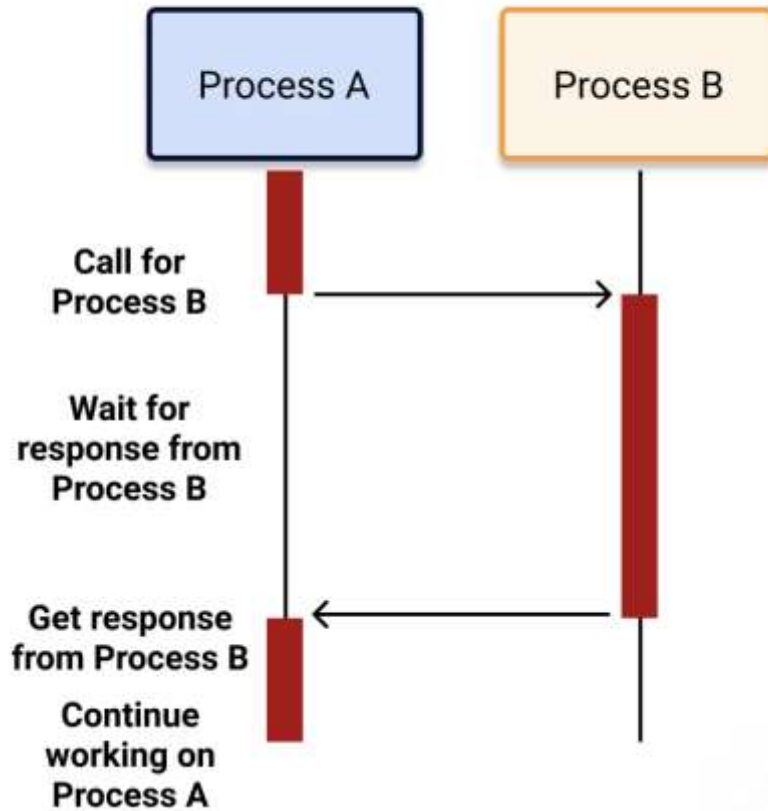 Process A
Process B
Call for
Process B
Wait for
response from
Process B
Get response
from Process B
Continue
working on
Process A